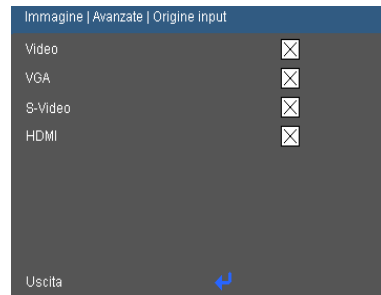 Immagine | Avanzate | Origine input
Video
VGA
S-Video
HDMI
Uscita